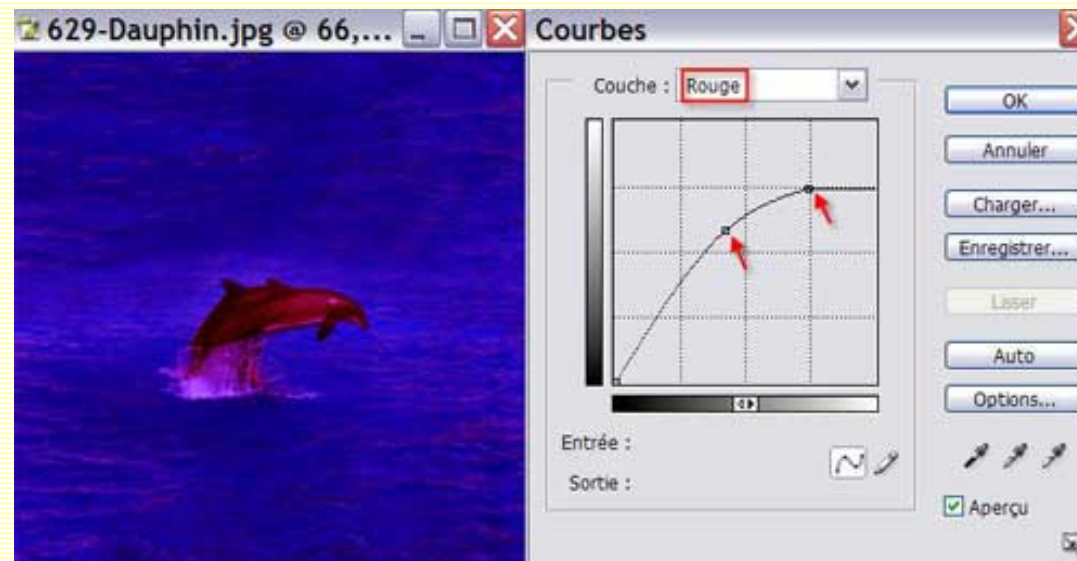 629-Dauphin.jpg @ 66,...
Courbes
Couche : Rouge
OK
Annuler
Charger...
Enregistrer...
Lisser
Auto
Options...
Entrée :
Sortie :
Aperçu